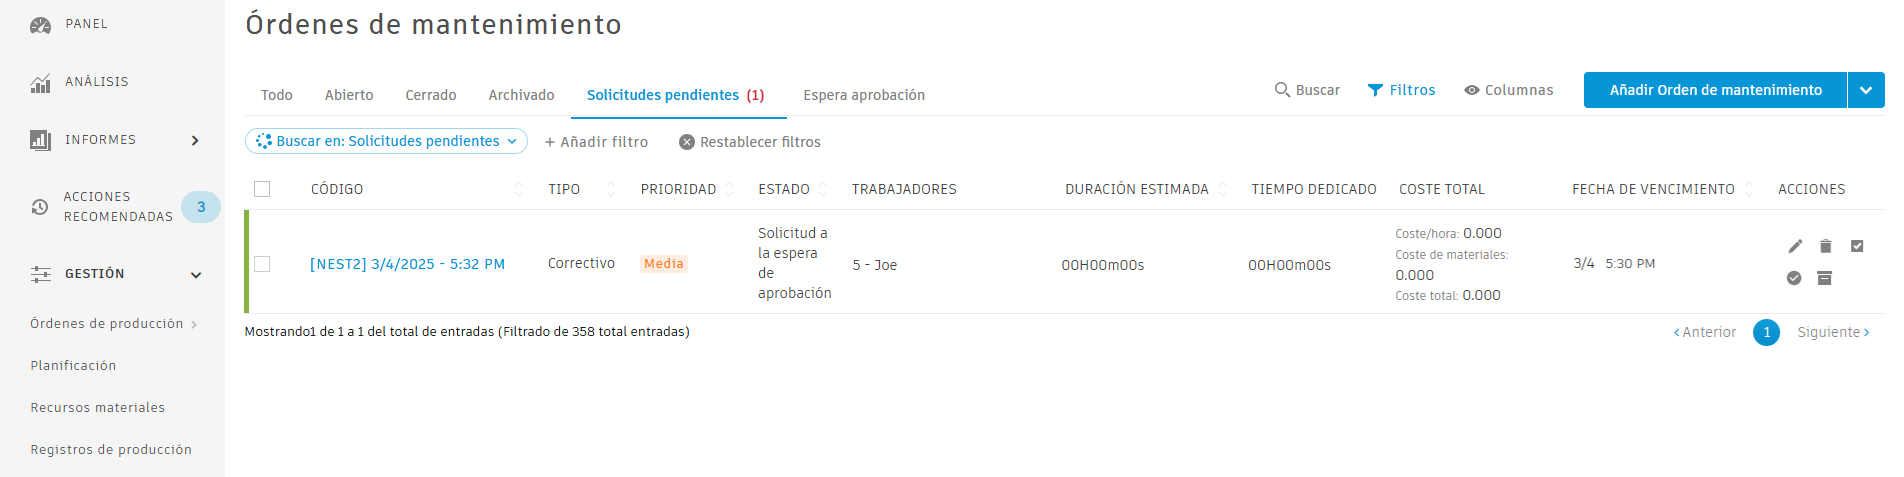 PANEL
ANÁLISIS
INFORMES
ACCIONES
RECOMENDADAS
3
GESTIÓN
Órdenes de producción
Planificación
Recursos materiales
Registros de producción
Órdenes de mantenimiento
Todo Abierto Cerrado Archivado Solicitudes pendientes (1) Espera aprobación
Buscar Filtros Columnas Añadir Orden de mantenimiento
Buscar en: Solicitudes pendientes + Añadir filtro Restablecer filtros
CÓDIGO TIPO PRIORIDAD ESTADO TRABAJADORES DURACIÓN ESTIMADA TIEMPO DEDICADO COSTE TOTAL FECHA DE VENCIMIENTO ACCIONES
[NEST2] 3/4/2025 - 5:32 PM
Correctivo
Media
Solicitud a
la espera
de
aprobación
5 - Joe
00H00m00s
00H00m00s
Coste/hora: 0.000
Coste de materiales:
0.000
Coste total: 0.000
3/4 5:30 PM
Mostrando1 de 1 a 1 del total de entradas (Filtrado de 358 total entradas)
Anterior 1 Siguiente